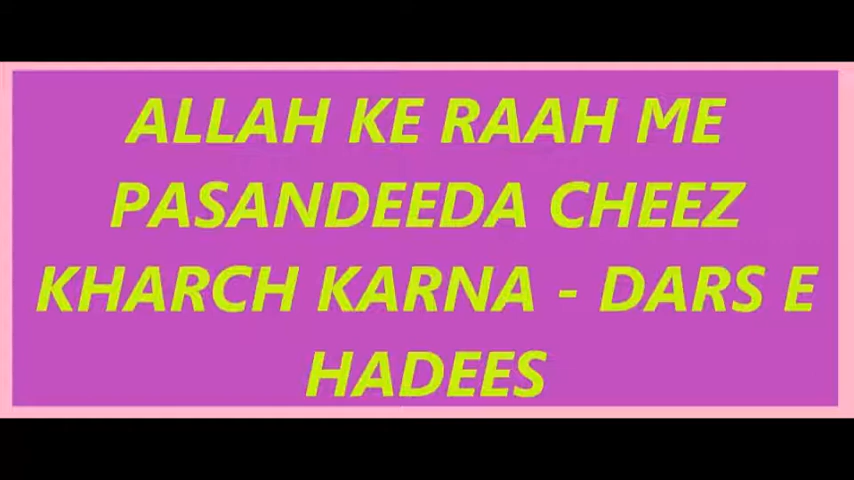 ALLAH KE RAAH ME
PASANDEEDA CHEEZ
KHARCH KARNA - DARS E
HADEES